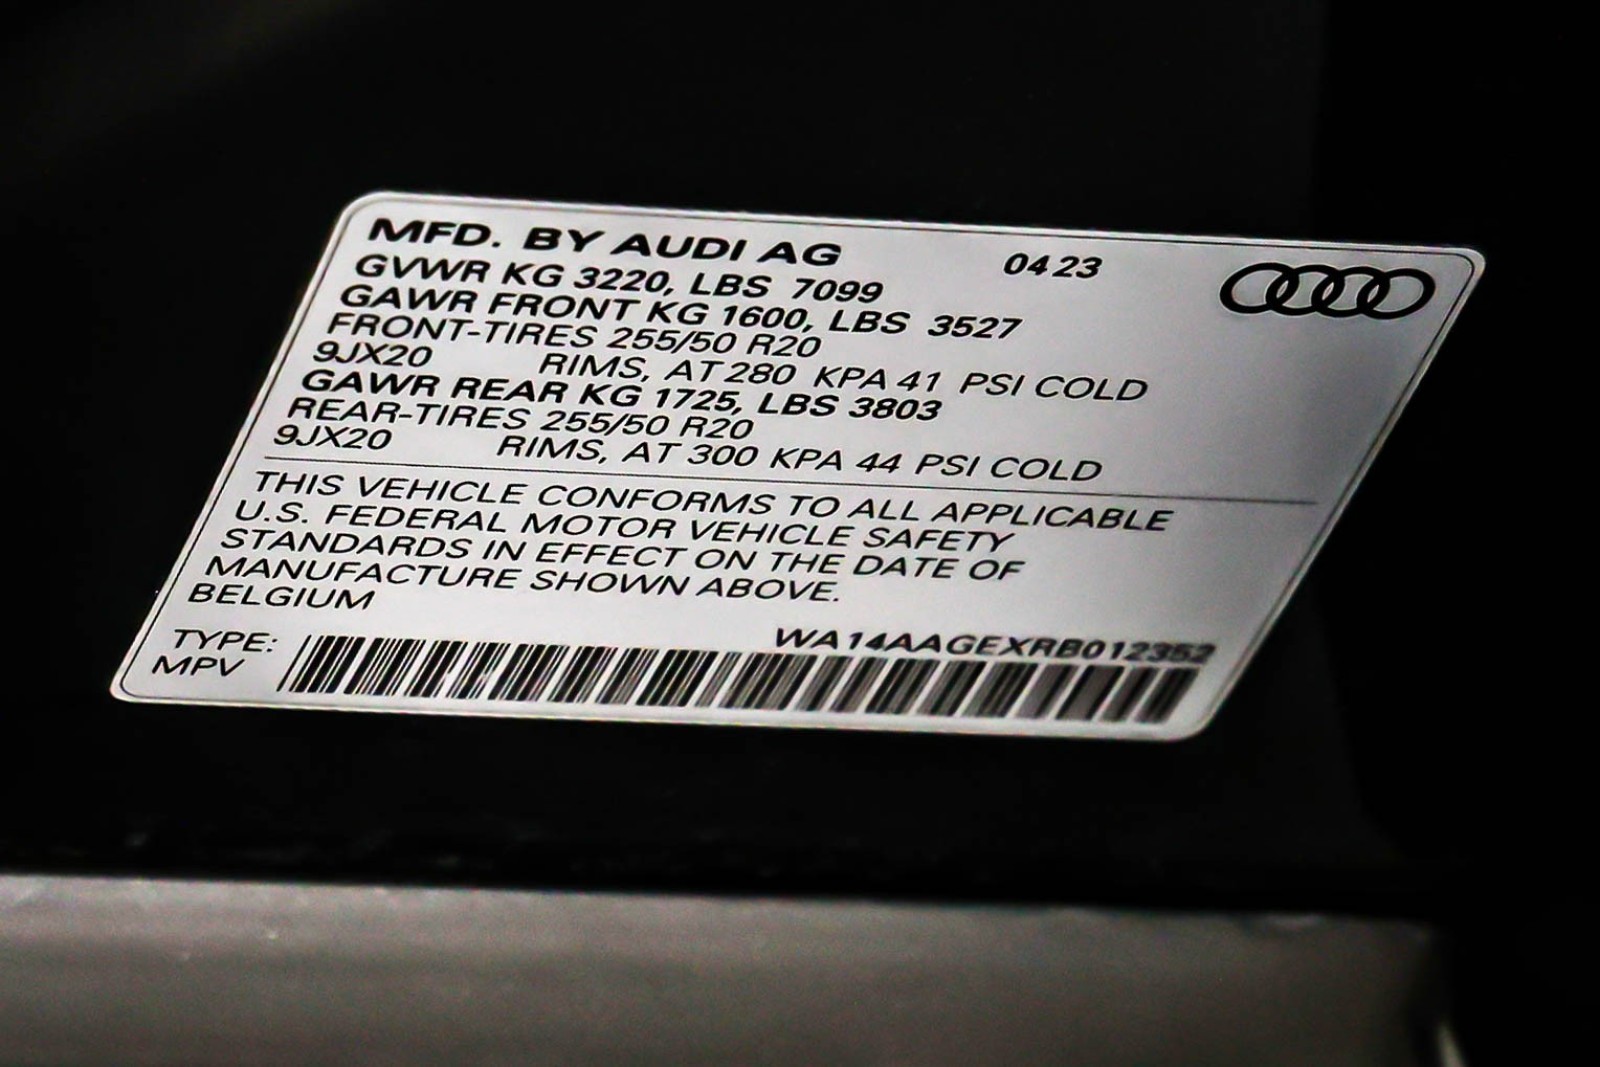 MFD. BY AUDI AG 0423
GVWR KG 3220, LBS 7099
GAWR FRONT KG 1600, LBS 3527
FRONT-TIRES 255/50 R20
9JX20 RIMS, AT 280 KPA 41 PSI COLD
GAWR REAR KG 1725, LBS 3803
REAR-TIRES 255/50 R20
9JX20 RIMS, AT 300 KPA 44 PSI COLD
THIS VEHICLE CONFORMS TO ALL APPLICABLE
U.S. FEDERAL MOTOR VEHICLE SAFETY
STANDARDS IN EFFECT ON THE DATE OF
MANUFACTURE SHOWN ABOVE.
BELGIUM
TYPE: WA14AAGEXRB012352
MPV